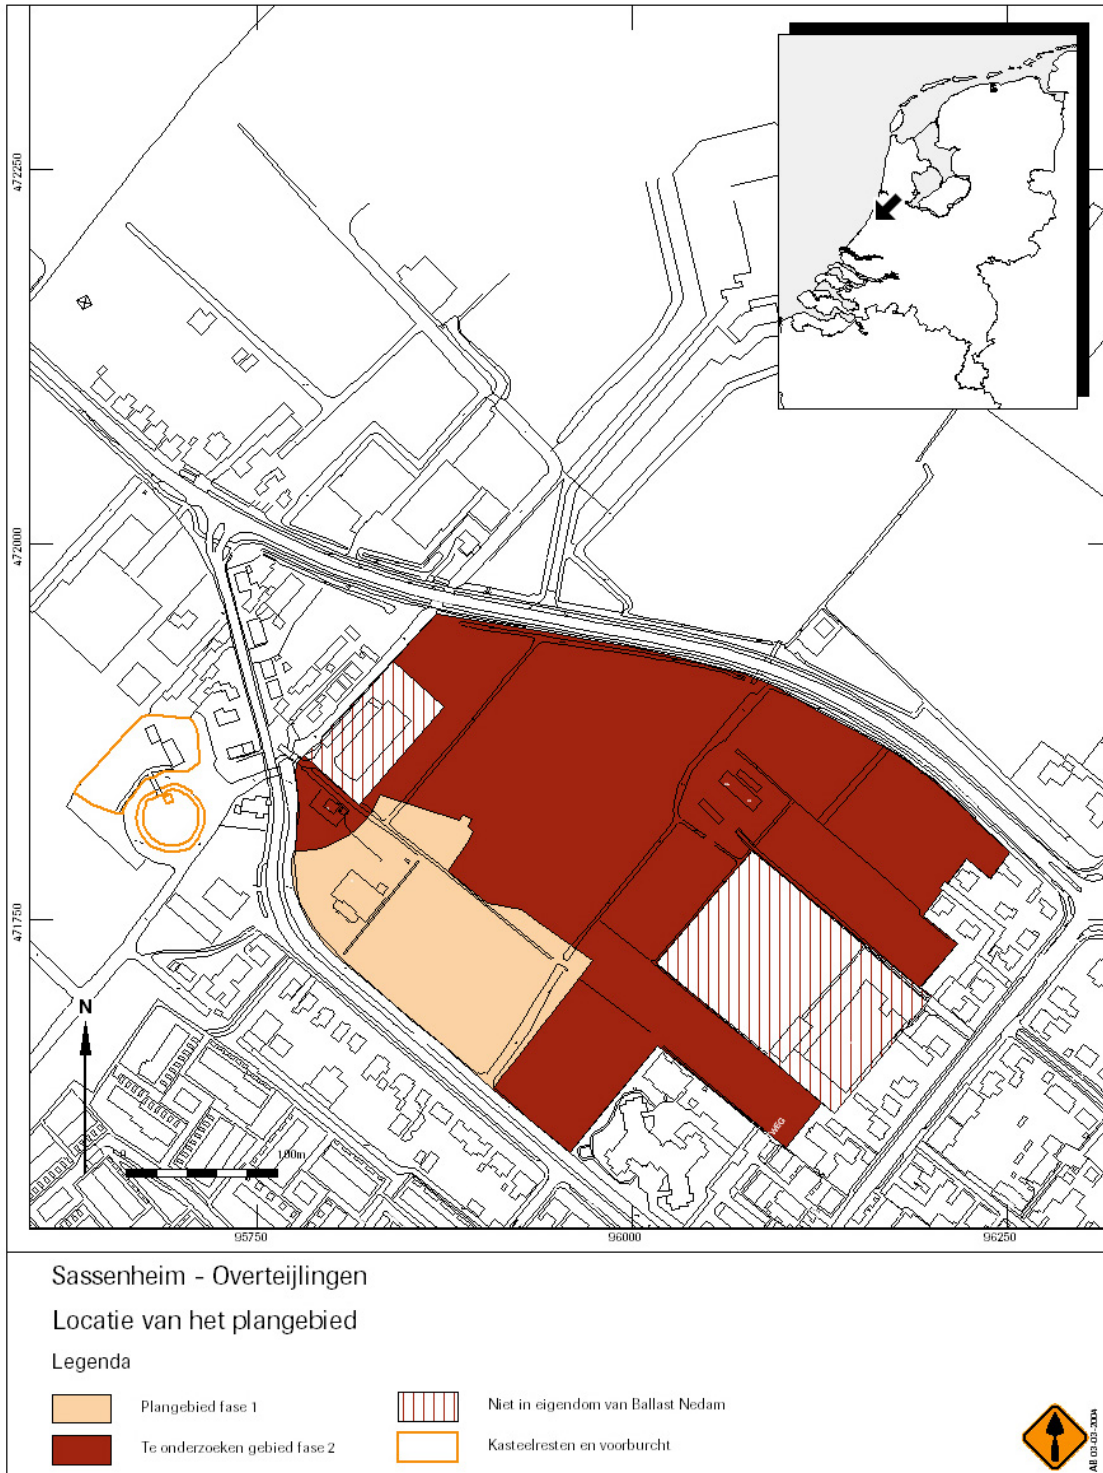 472250
472000
471750
N
100m
WEG
95750
96000
96250
Sassenheim - Overteijlingen
Locatie van het plangebied
Legenda
Plangebied fase 1
Niet in eigendom van Ballast Nedam
Te onderzoeken gebied fase 2
Kasteelresten en voorburcht
AB 03-03-2004